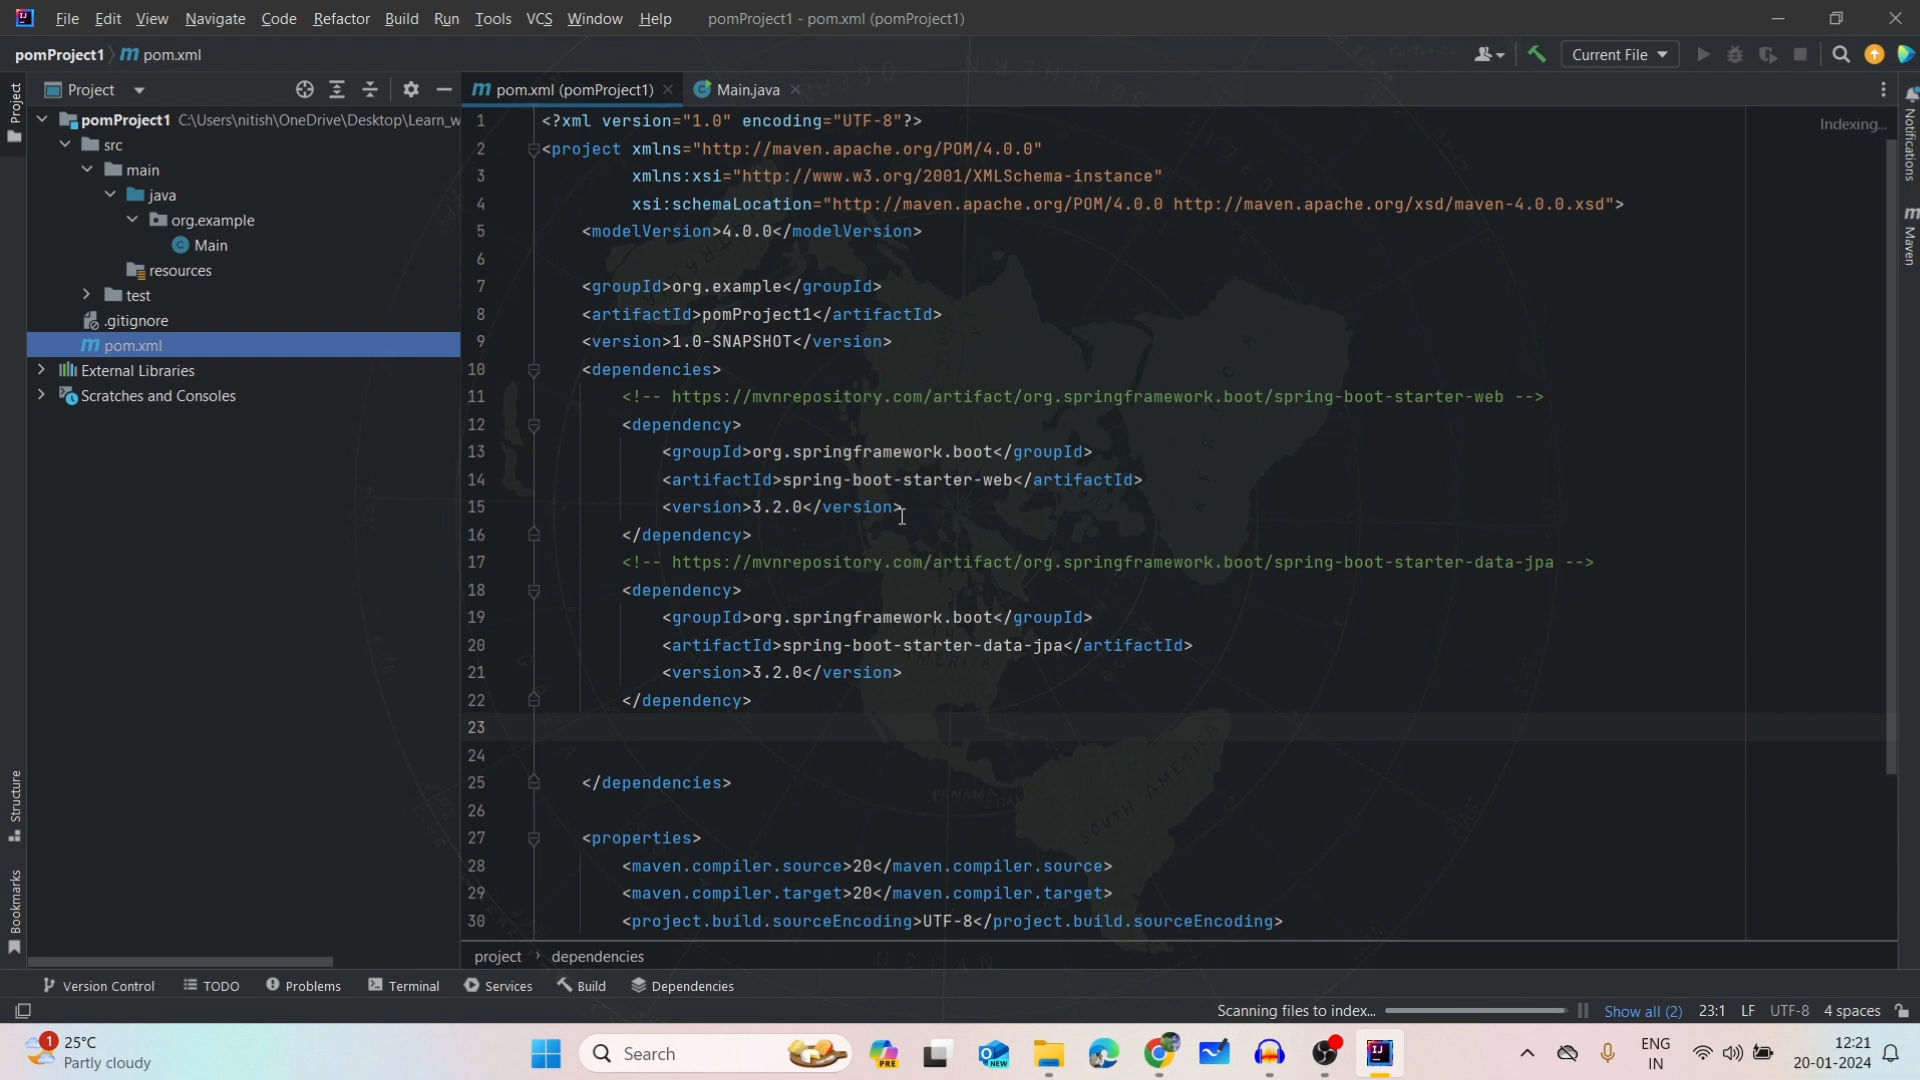 File Edit View Navigate Code Refactor Build Run Tools VCS Window Help pomProject1 - pom.xml (pomProject1)
pomProject1 pom.xml Current File
Project pom.xml (pomProject1) Main.java
Project
pomProject1 C:\Users\nitish\OneDrive\Desktop\Learn_w
src
main
java
org.example
Main
resources
test
.gitignore
pom.xml
External Libraries
Scratches and Consoles
Structure
Bookmarks
1 <?xml version="1.0" encoding="UTF-8"?>
2 <project xmlns="http://maven.apache.org/POM/4.0.0"
3 xmlns:xsi="http://www.w3.org/2001/XMLSchema-instance"
4 xsi:schemaLocation="http://maven.apache.org/POM/4.0.0 http://maven.apache.org/xsd/maven-4.0.0.xsd">
5 <modelVersion>4.0.0</modelVersion>
6
7 <groupId>org.example</groupId>
8 <artifactId>pomProject1</artifactId>
9 <version>1.0-SNAPSHOT</version>
10 <dependencies>
11 <!-- https://mvnrepository.com/artifact/org.springframework.boot/spring-boot-starter-web -->
12 <dependency>
13 <groupId>org.springframework.boot</groupId>
14 <artifactId>spring-boot-starter-web</artifactId>
15 <version>3.2.0</version>
16 </dependency>
17 <!-- https://mvnrepository.com/artifact/org.springframework.boot/spring-boot-starter-data-jpa -->
18 <dependency>
19 <groupId>org.springframework.boot</groupId>
20 <artifactId>spring-boot-starter-data-jpa</artifactId>
21 <version>3.2.0</version>
22 </dependency>
23
24
25 </dependencies>
26
27 <properties>
28 <maven.compiler.source>20</maven.compiler.source>
29 <maven.compiler.target>20</maven.compiler.target>
30 <project.build.sourceEncoding>UTF-8</project.build.sourceEncoding>
Indexing...
Notifications
Maven
SOUTH AMERICA
project dependencies
Version Control TODO Problems Terminal Services Build Dependencies
Scanning files to index... Show all (2) 23:1 LF UTF-8 4 spaces
1 25°C
Partly cloudy
Search
PRE
NEW
ENG
IN
12:21
20-01-2024